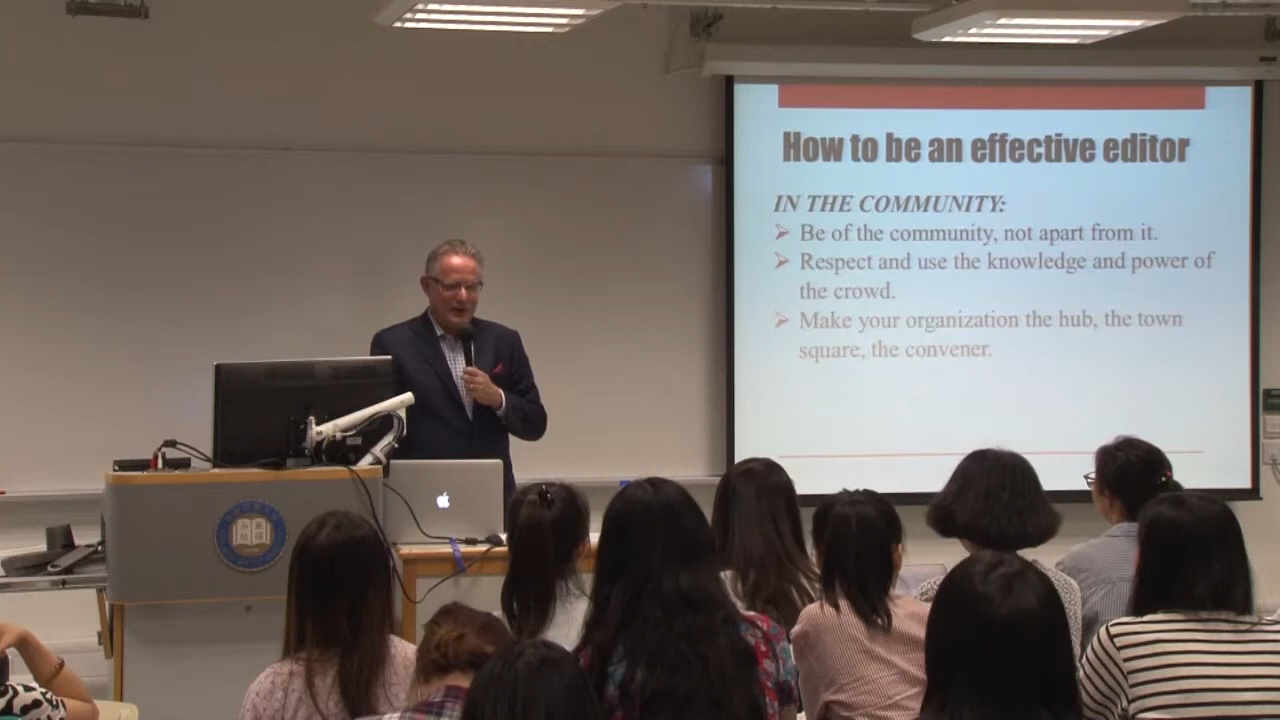 How to be an effective editor
IN THE COMMUNITY:
Be of the community, not apart from it.
Respect and use the knowledge and power of
the crowd.
Make your organization the hub, the town
square, the convener.